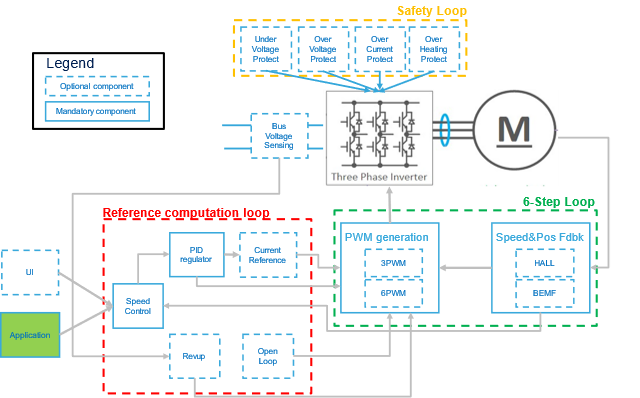 Safety Loop
Under
Voltage
Protect
Over
Voltage
Protect
Over
Current
Protect
Over
Heating
Protect
Legend
Optional component
Mandatory component
Bus
Voltage
Sensing
Three Phase Inverter
M
6-Step Loop
Reference computation loop
PID
regulator
Current
Reference
PWM generation
3PWM
6PWM
Speed&Pos Fdbk
HALL
BEMF
UI
Speed
Control
Application
Revup
Open
Loop